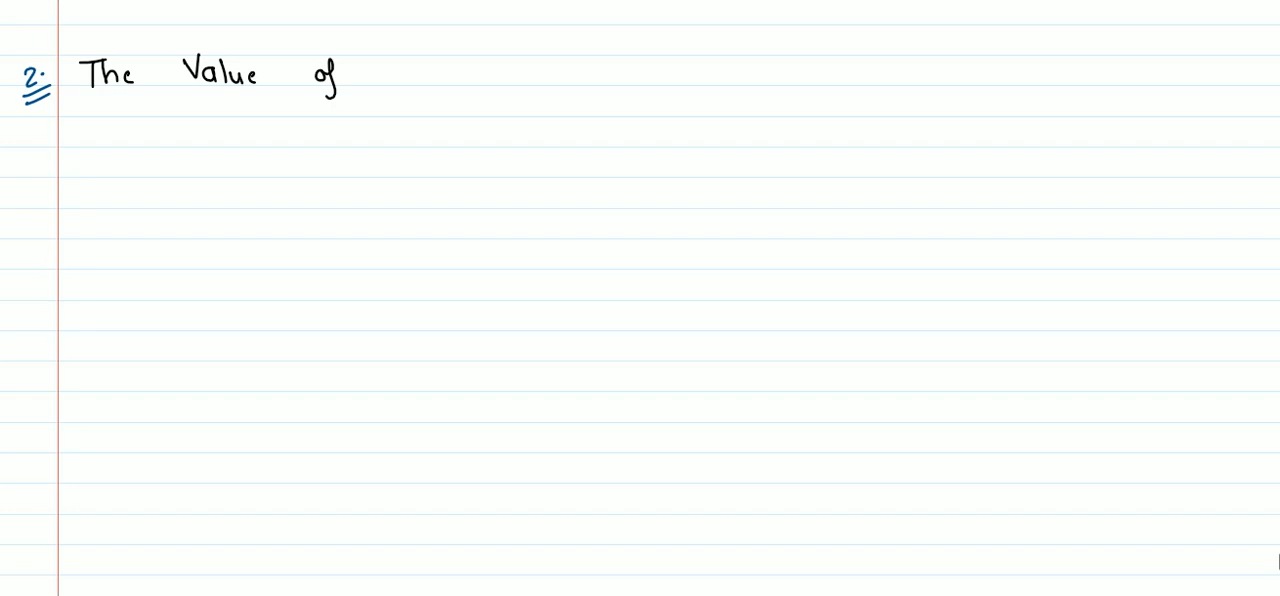 2. The Value of